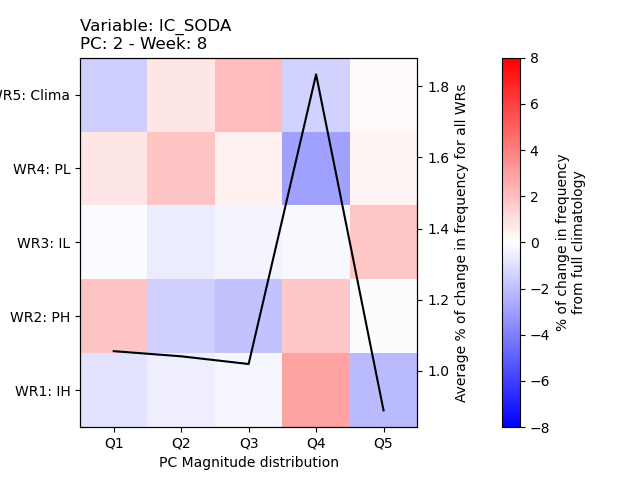 Variable: IC_SODA
PC: 2 - Week: 8
WR5: Clima
WR4: PL
WR3: IL
WR2: PH
WR1: IH
Q1 Q2 Q3 Q4 Q5
PC Magnitude distribution
1.8
1.6
1.4
1.2
1.0
Average % of change in frequency for all WRs
8
6
4
2
0
−2
−4
−6
−8
% of change in frequency
from full climatology